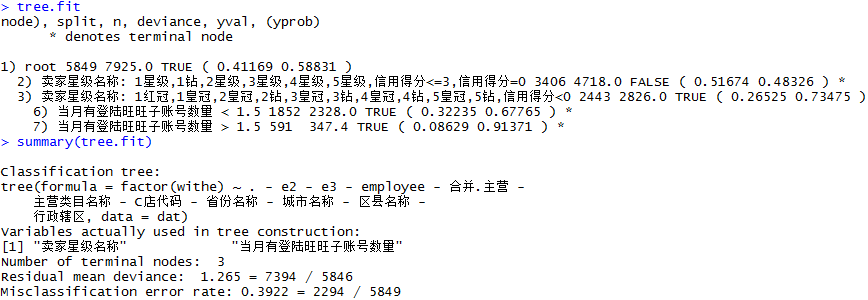 > tree.fit
node), split, n, deviance, yval, (yprob)
      * denotes terminal node

1) root 5849 7925.0 TRUE ( 0.41169 0.58831 )
  2) 卖家星级名称: 1星级,1钻,2星级,3星级,4星级,5星级,信用得分<=3,信用得分=0 3406 4718.0 FALSE ( 0.51674 0.48326 ) *
  3) 卖家星级名称: 1红冠,1皇冠,2皇冠,2钻,3皇冠,3钻,4皇冠,4钻,5皇冠,5钻,信用得分<0 2443 2826.0 TRUE ( 0.26525 0.73475 )
    6) 当月有登陆旺旺子账号数量 < 1.5 1852 2328.0 TRUE ( 0.32235 0.67765 ) *
    7) 当月有登陆旺旺子账号数量 > 1.5 591  347.4 TRUE ( 0.08629 0.91371 ) *
> summary(tree.fit)

Classification tree:
tree(formula = factor(withe) ~ . - e2 - e3 - employee - 合并.主营 -
    主营类目名称 - C店代码 - 省份名称 - 城市名称 - 区县名称 -
    行政辖区, data = dat)
Variables actually used in tree construction:
[1] "卖家星级名称"             "当月有登陆旺旺子账号数量"
Number of terminal nodes:  3
Residual mean deviance:  1.265 = 7394 / 5846
Misclassification error rate: 0.3922 = 2294 / 5849